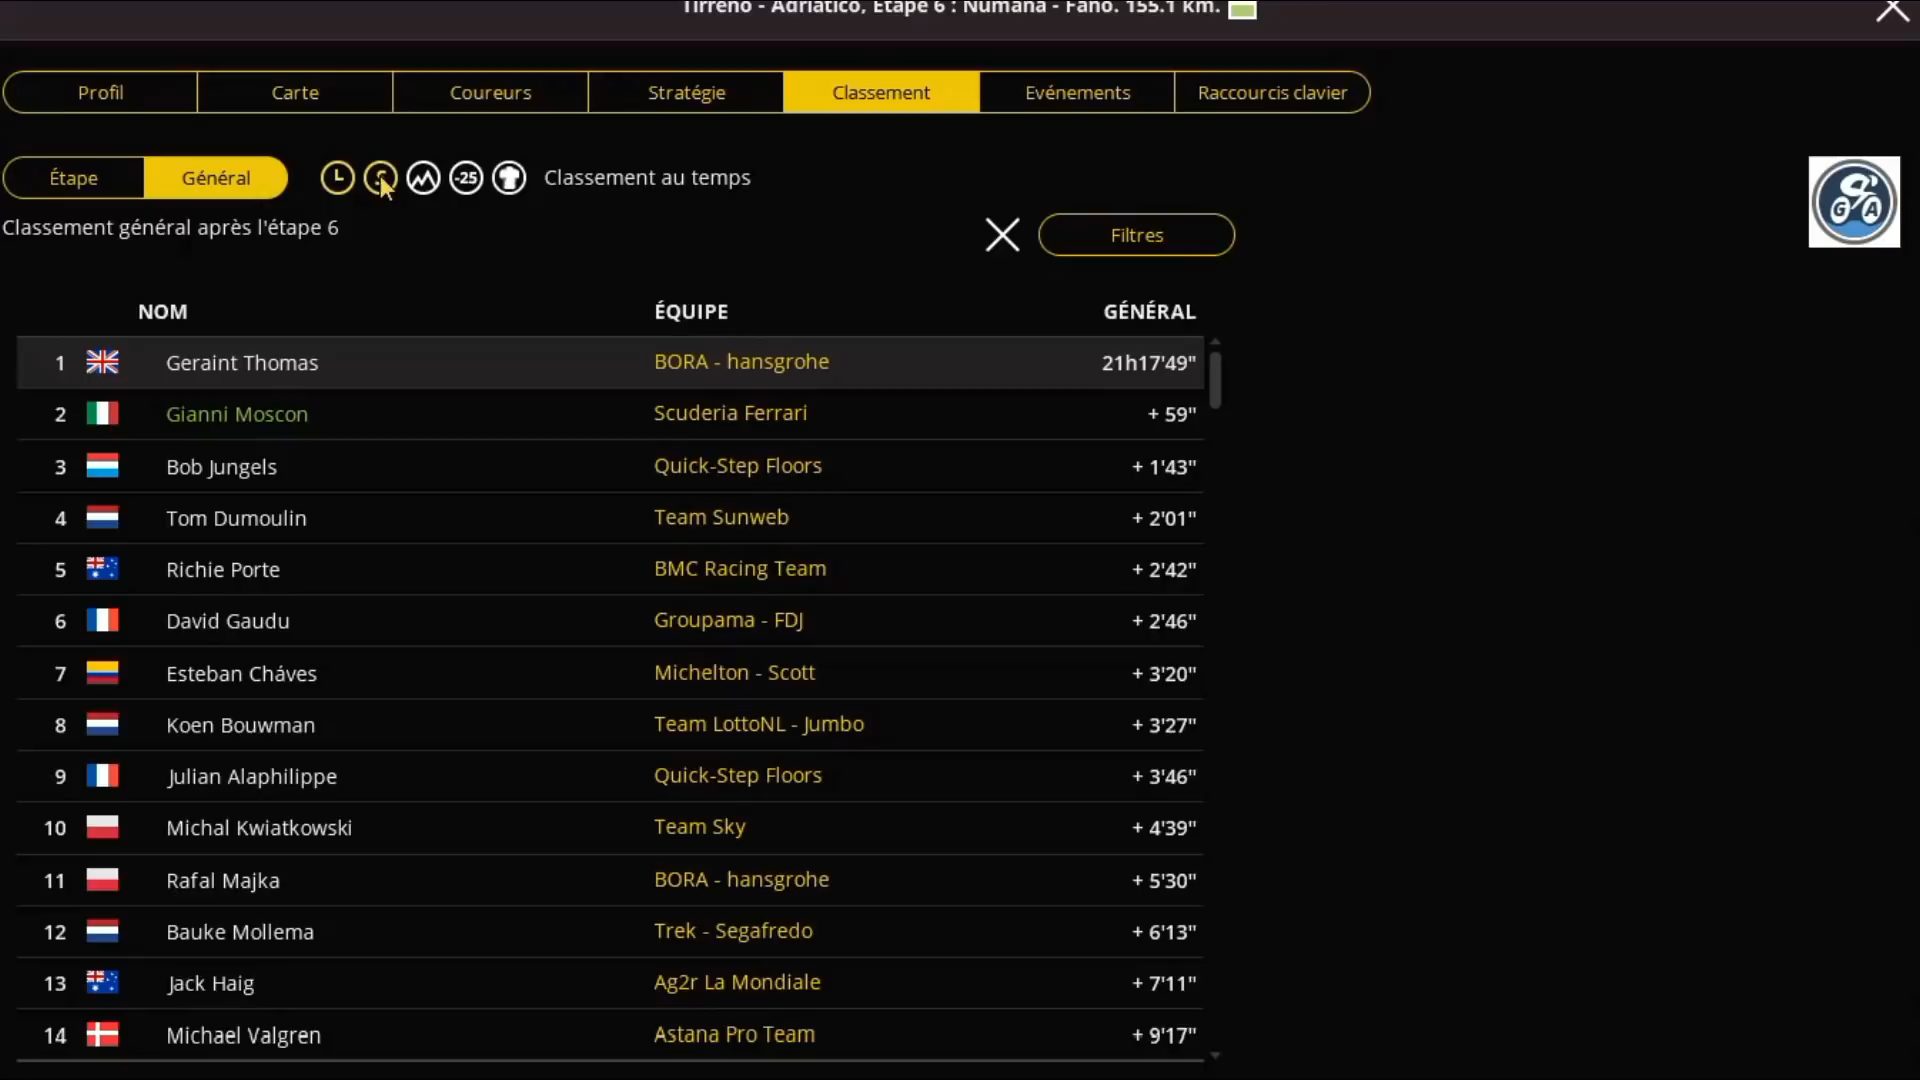 Tirreno - Adriatico, Etape 6 : Numana - Fano. 155.1 km.
Profil Carte Coureurs Stratégie Classement Evénements Raccourcis clavier
Étape Général -25 Classement au temps
G A
Classement général après l'étape 6
Filtres
NOM ÉQUIPE GÉNÉRAL
1 Geraint Thomas BORA - hansgrohe 21h17'49"
2 Gianni Moscon Scuderia Ferrari + 59"
3 Bob Jungels Quick-Step Floors + 1'43"
4 Tom Dumoulin Team Sunweb + 2'01"
5 Richie Porte BMC Racing Team + 2'42"
6 David Gaudu Groupama - FDJ + 2'46"
7 Esteban Cháves Michelton - Scott + 3'20"
8 Koen Bouwman Team LottoNL - Jumbo + 3'27"
9 Julian Alaphilippe Quick-Step Floors + 3'46"
10 Michal Kwiatkowski Team Sky + 4'39"
11 Rafal Majka BORA - hansgrohe + 5'30"
12 Bauke Mollema Trek - Segafredo + 6'13"
13 Jack Haig Ag2r La Mondiale + 7'11"
14 Michael Valgren Astana Pro Team + 9'17"